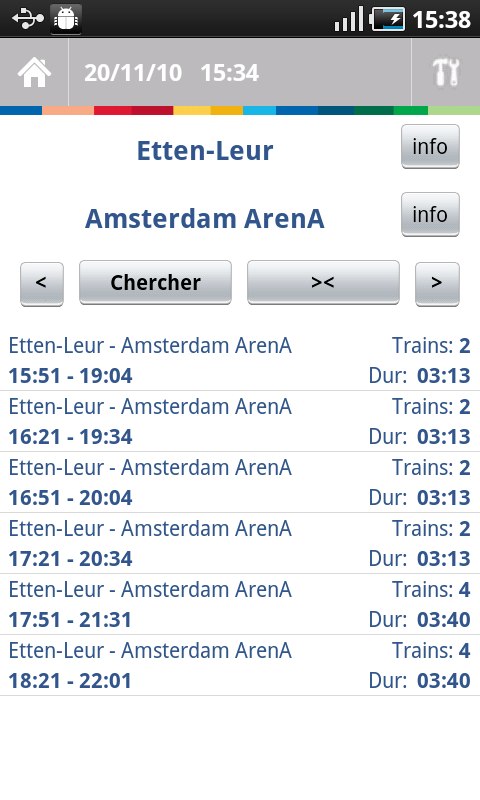 15:38
20/11/10 15:34
Etten-Leur info
Amsterdam ArenA info
< Chercher >< >
Etten-Leur - Amsterdam ArenA Trains: 2
15:51 - 19:04 Dur: 03:13
Etten-Leur - Amsterdam ArenA Trains: 2
16:21 - 19:34 Dur: 03:13
Etten-Leur - Amsterdam ArenA Trains: 2
16:51 - 20:04 Dur: 03:13
Etten-Leur - Amsterdam ArenA Trains: 2
17:21 - 20:34 Dur: 03:13
Etten-Leur - Amsterdam ArenA Trains: 4
17:51 - 21:31 Dur: 03:40
Etten-Leur - Amsterdam ArenA Trains: 4
18:21 - 22:01 Dur: 03:40